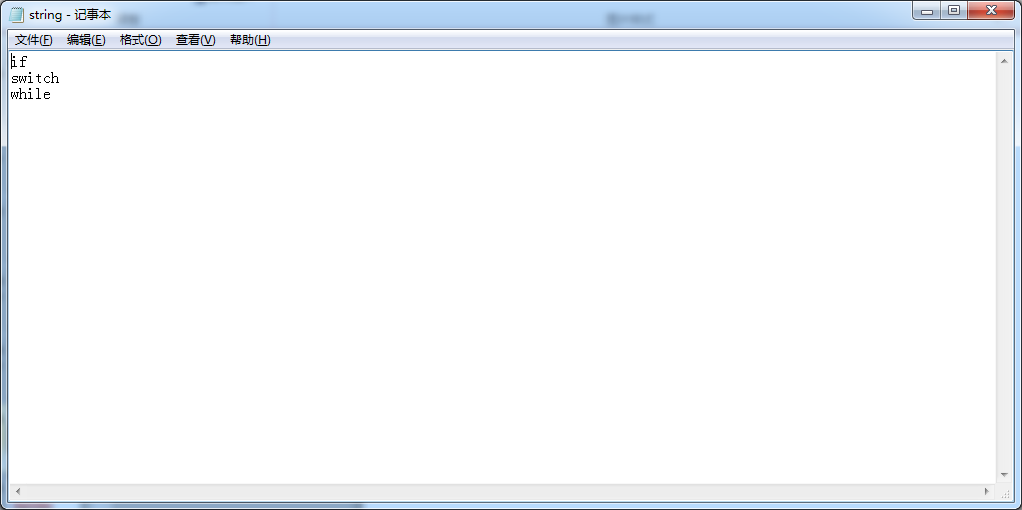 string - 记事本
文件(F) 编辑(E) 格式(O) 查看(V) 帮助(H)
if
switch
while